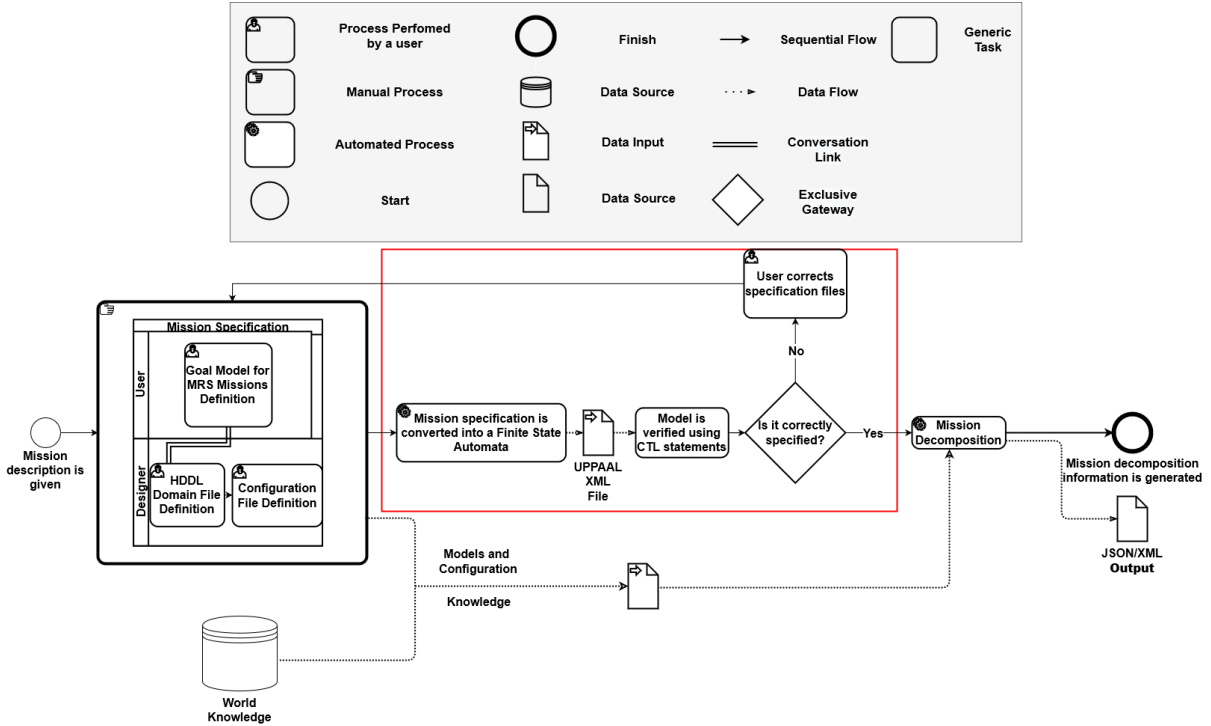 Process Perfomed
by a user
Finish
Sequential Flow
Generic
Task
Manual Process
Data Source
Data Flow
Automated Process
Data Input
Conversation
Link
Start
Data Source
Exclusive
Gateway
User corrects
specification files
Mission Specification
User
Goal Model for
MRS Missions
Definition
No
Mission
description is
given
Designer
HDDL
Domain File
Definition
Configuration
File Definition
Mission specification is
converted into a Finite State
Automata
UPPAAL
XML
File
Model is
verified using
CTL statements
Is it correctly
specified?
Yes
Mission
Decomposition
Mission decomposition
information is generated
JSON/XML
Output
Models and
Configuration
Knowledge
World
Knowledge